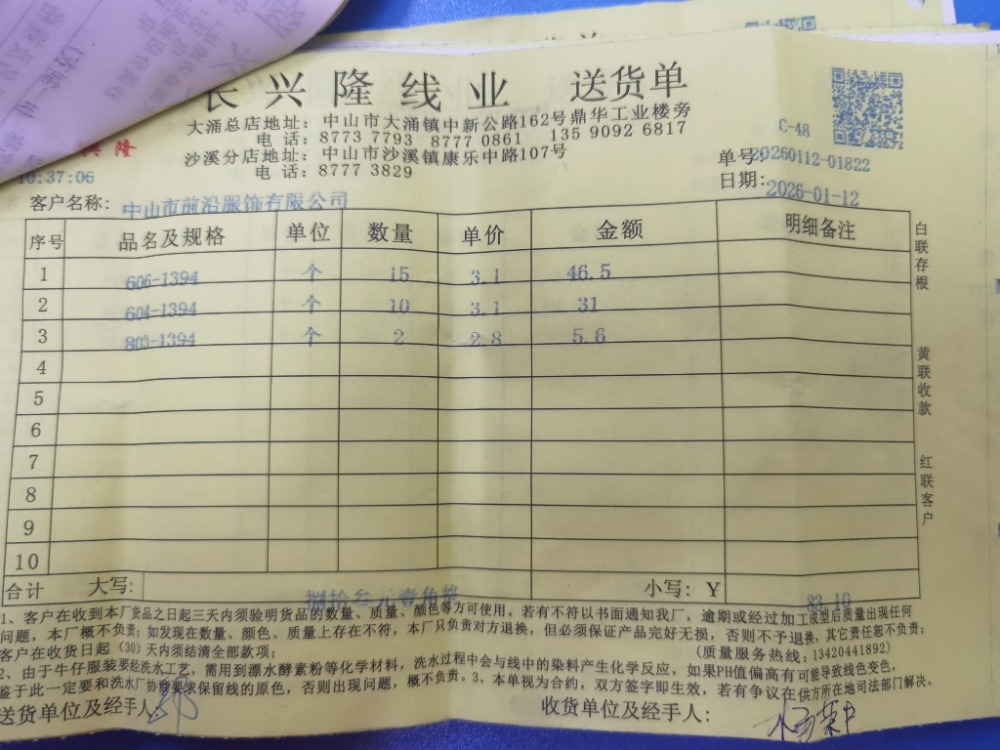 长兴隆线业 送货单
大涌总店地址：中山市大涌镇中新公路162号鼎华工业楼旁
电话：8773 7793 8777 0861 135 9092 6817
沙溪分店地址：中山市沙溪镇康乐中路107号
电话：8777 3829
C-48
兴隆
10:37:06
单号：20260112-01822
日期：2026-01-12
客户名称：中山市前沿服饰有限公司
序号 品名及规格 单位 数量 单价 金额 明细备注
1 606-1394 个 15 3.1 46.5
2 604-1394 个 10 3.1 31
3 803-1394 个 2 2.8 5.6
4
5
6
7
8
9
10
合计 大写：捌拾叁元壹角整 小写：Y 83.10
白联存根
黄联收款
红联客户
1、客户在收到本厂货品之日起三天内须验明货品的数量、质量、颜色等方可使用，若有不符以书面通知我厂，逾期或经过加工或型后质量出现任何
问题，本厂概不负责；如发现在数量、颜色、质量上存在不符，本厂只负责对方退换，但必须保证产品完好无损，否则不予退换，其它责任恕不负责；
客户在收货日起（30）天内须结清全部款项； （质量服务热线：13420441892）
2、由于牛仔服装要经洗水工艺，需用到漂水酵素粉等化学材料，洗水过程中会与线中的染料产生化学反应，如果PH值偏高有可能导致线色变色，
鉴于此一定要和洗水厂协商要求保留线的原色，否则出现问题，概不负责。3、本单视为合约，双方签字即生效，若有争议在供方所在地司法部门解决。
送货单位及经手人： 收货单位及经手人：